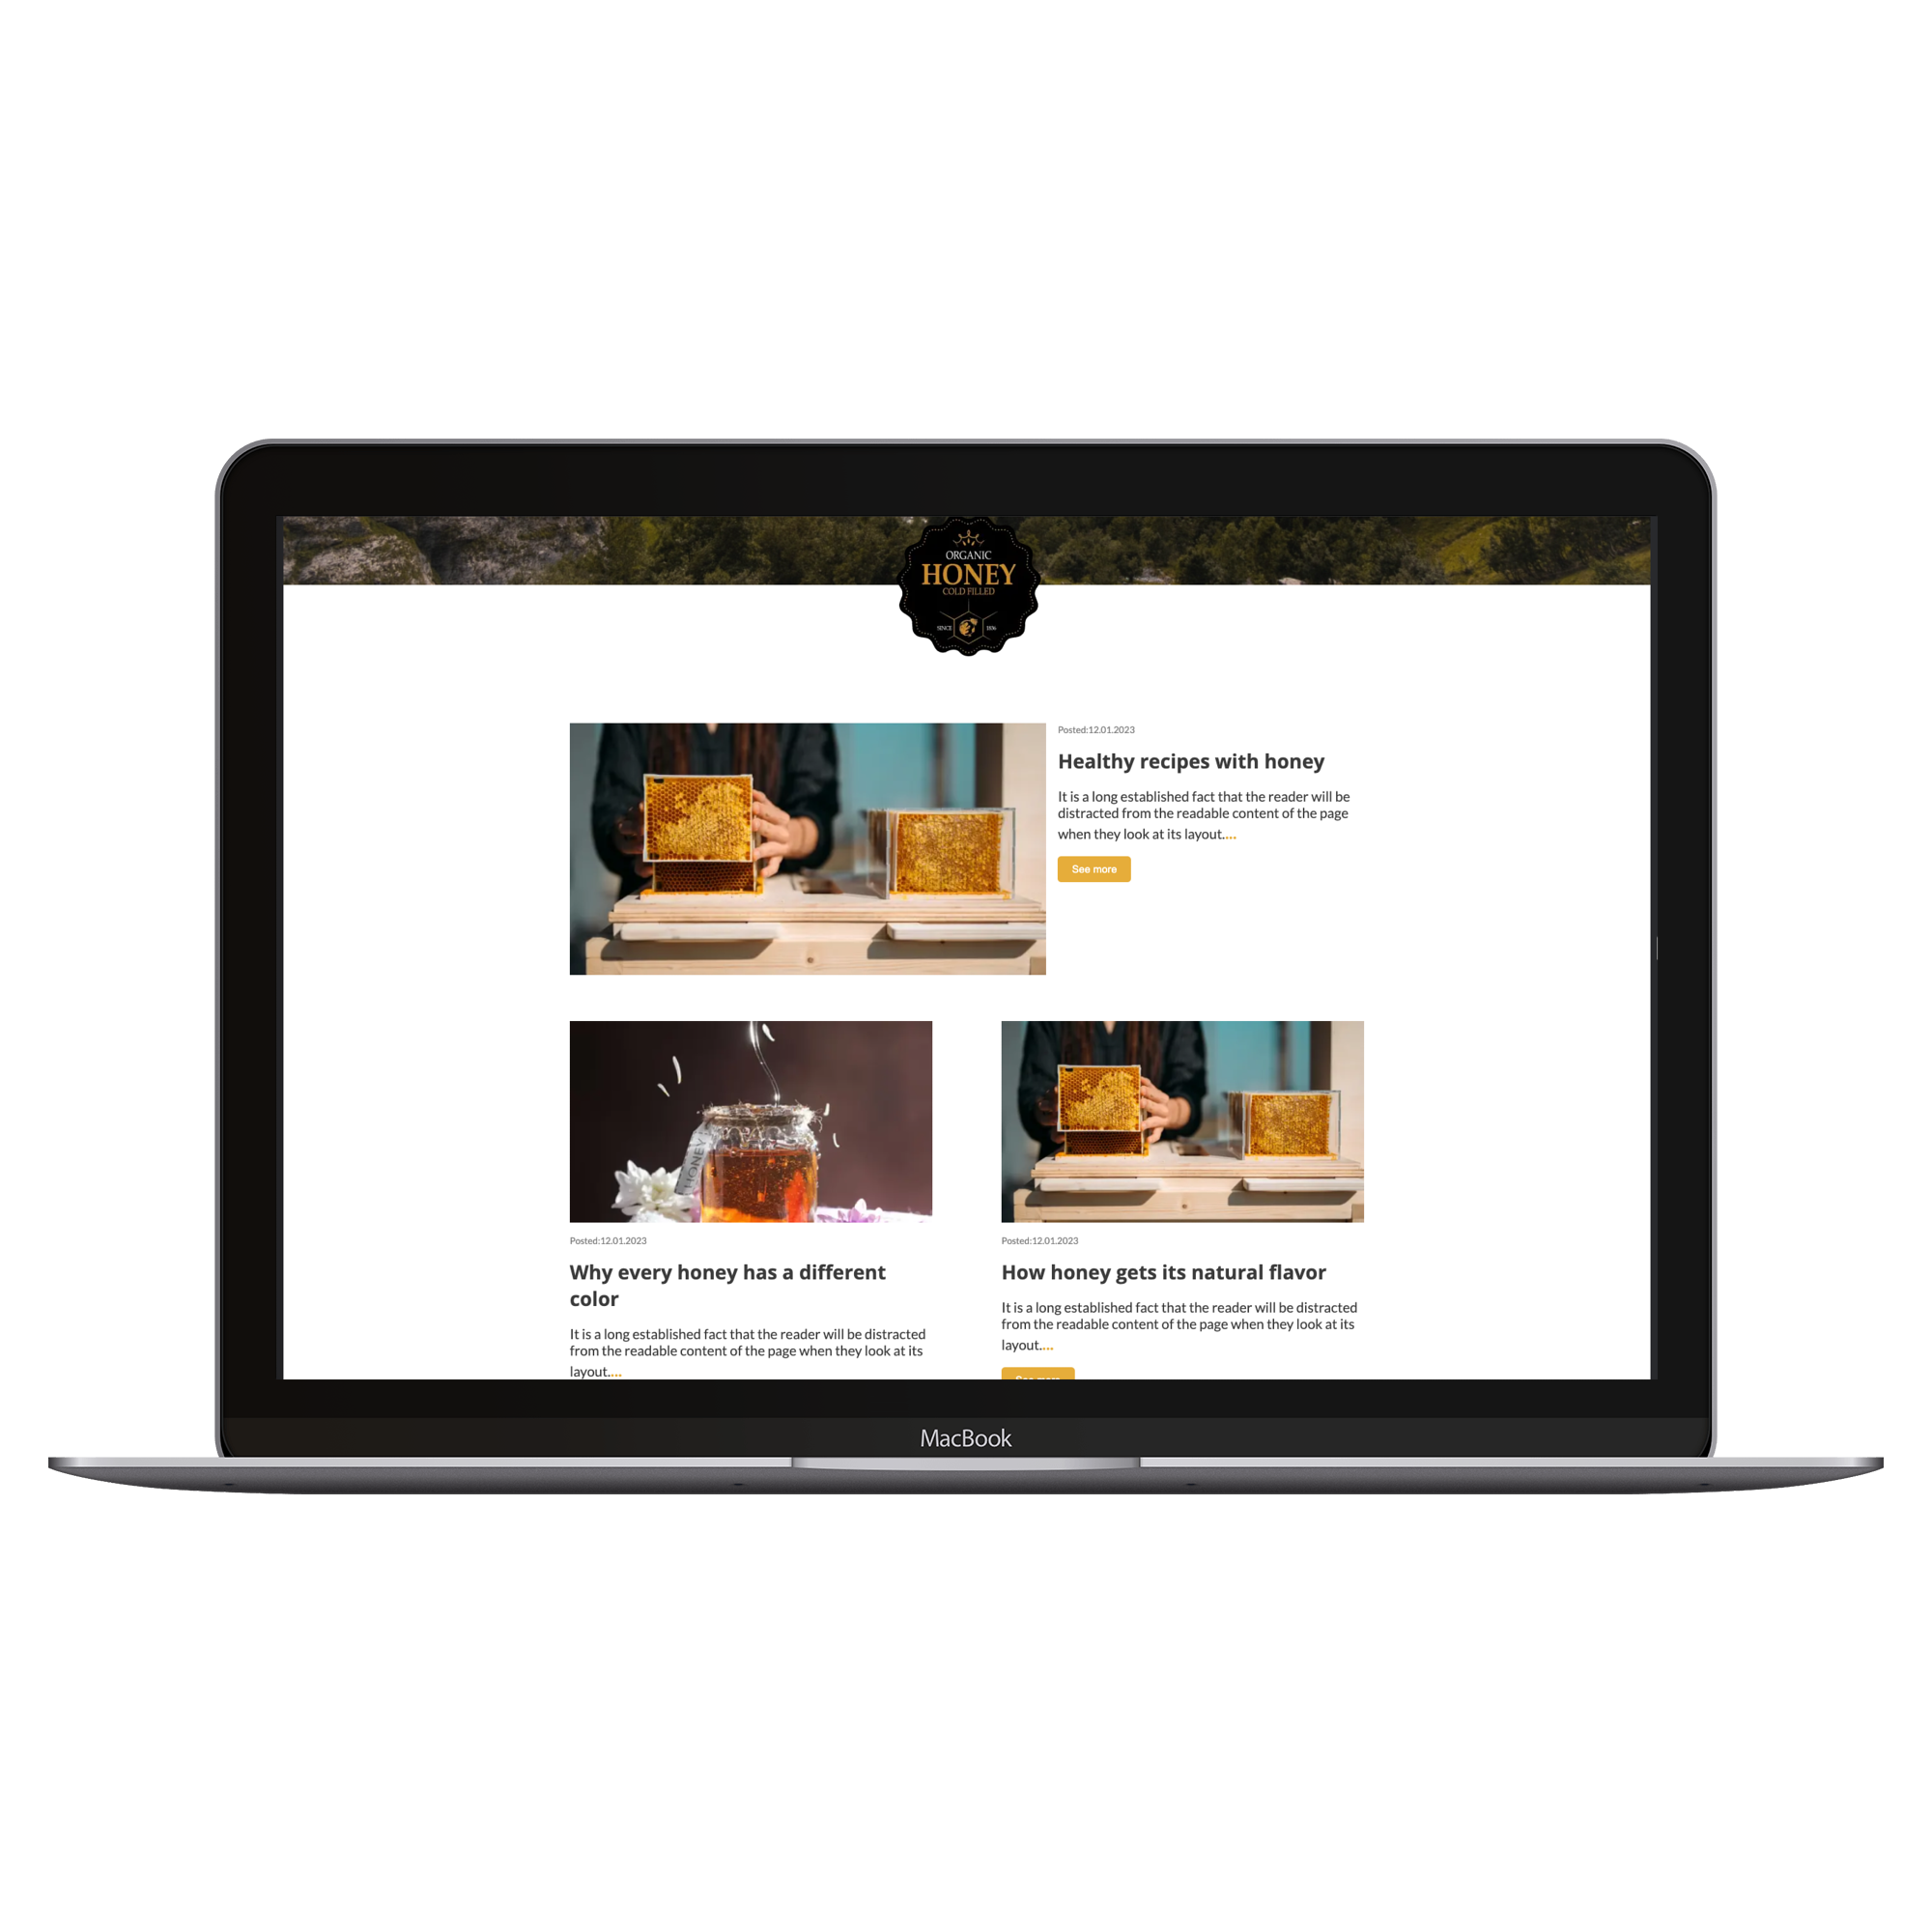 ORGANIC
HONEY
COLD FILLED
SINCE 1836
Posted:12.01.2023
Healthy recipes with honey
It is a long established fact that the reader will be
distracted from the readable content of the page
when they look at its layout....
See more
HONEY
Posted:12.01.2023
Why every honey has a different
color
It is a long established fact that the reader will be distracted
from the readable content of the page when they look at its
layout....
Posted:12.01.2023
How honey gets its natural flavor
It is a long established fact that the reader will be distracted
from the readable content of the page when they look at its
layout....
See more
MacBook